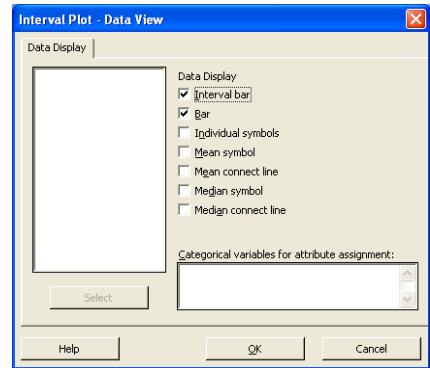 Interval Plot - Data View
Data Display
Data Display
Interval bar
Bar
Individual symbols
Mean symbol
Mean connect line
Median symbol
Median connect line
Categorical variables for attribute assignment:
Select
Help
OK
Cancel